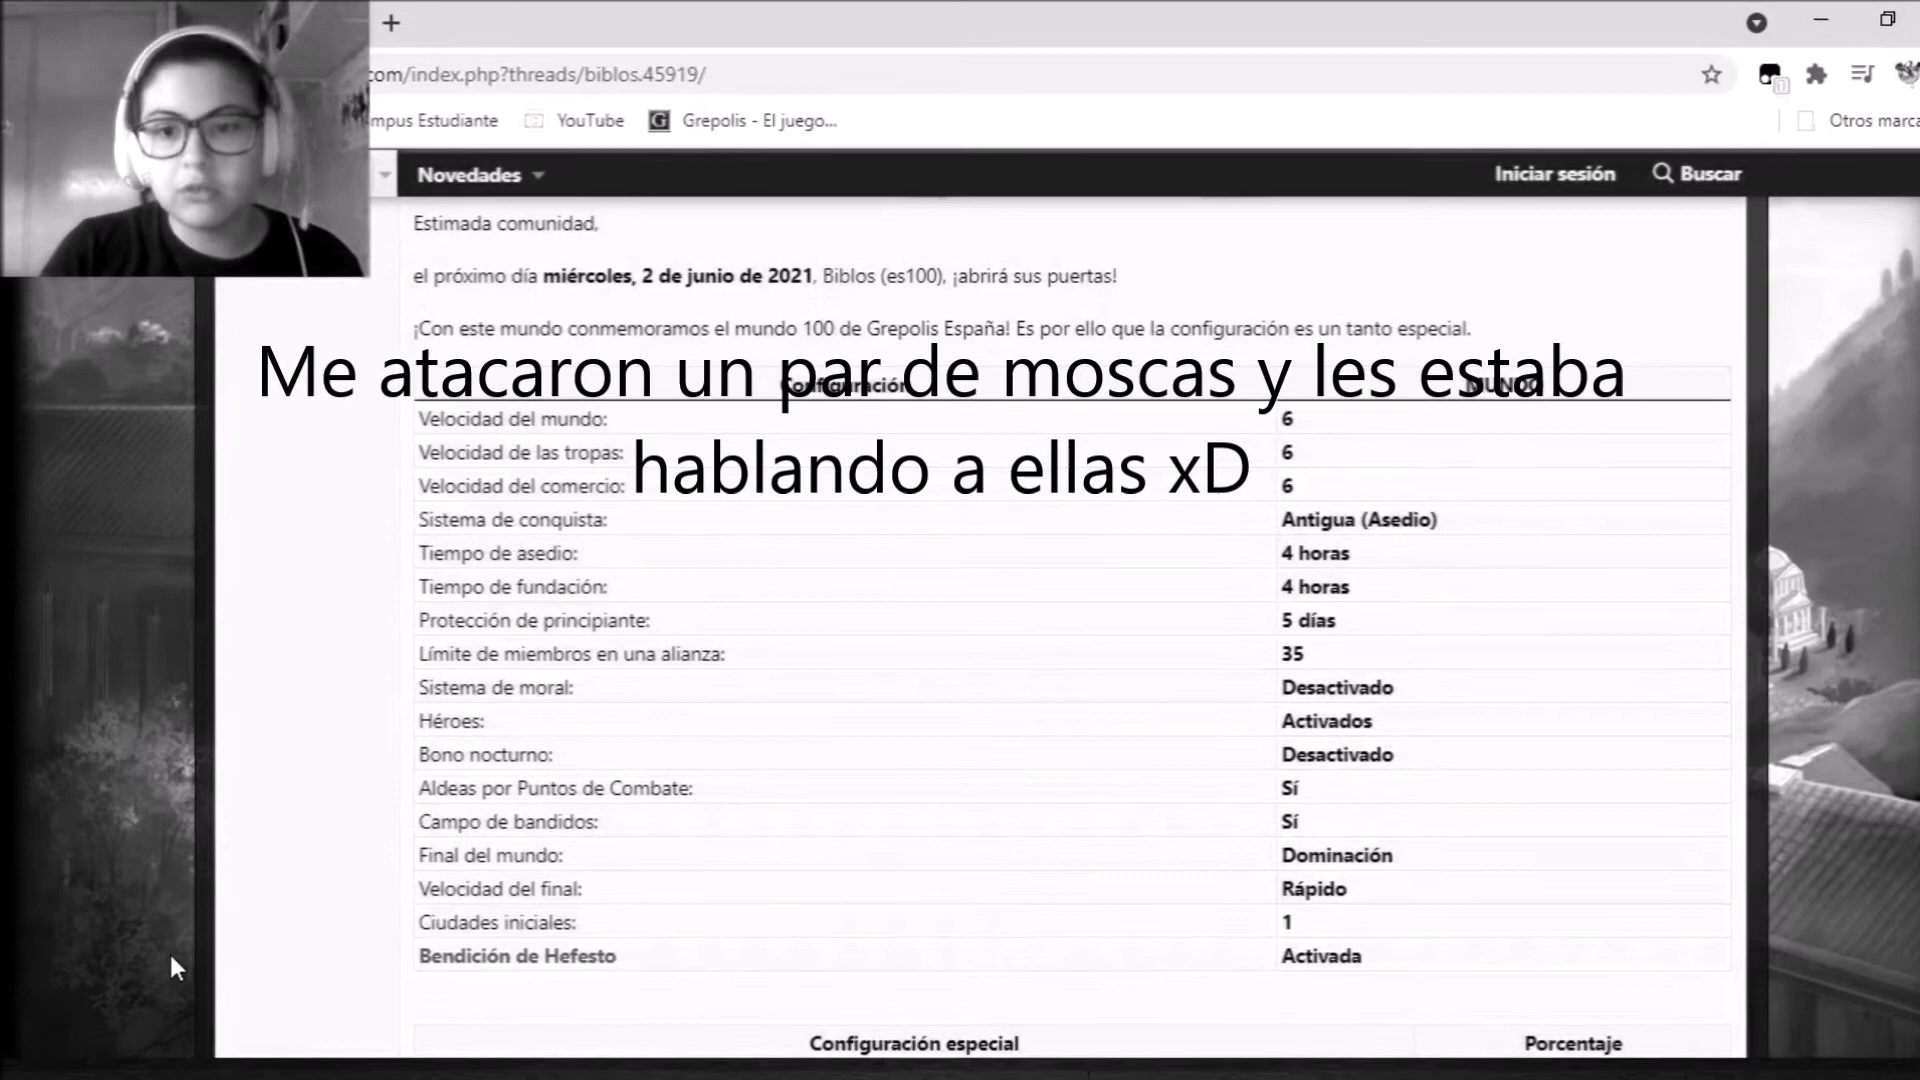 com/index.php?threads/biblos.45919/
mpus Estudiante YouTube G Grepolis - El juego... Otros marca
Novedades Iniciar sesión Buscar
Estimada comunidad,
el próximo día miércoles, 2 de junio de 2021, Biblos (es100), ¡abrirá sus puertas!
¡Con este mundo conmemoramos el mundo 100 de Grepolis España! Es por ello que la configuración es un tanto especial.
Me atacaron un par de moscas y les estaba
hablando a ellas xD
Configuración MUNDO
Velocidad del mundo: 6
Velocidad de las tropas: 6
Velocidad del comercio: 6
Sistema de conquista: Antigua (Asedio)
Tiempo de asedio: 4 horas
Tiempo de fundación: 4 horas
Protección de principiante: 5 días
Límite de miembros en una alianza: 35
Sistema de moral: Desactivado
Héroes: Activados
Bono nocturno: Desactivado
Aldeas por Puntos de Combate: Sí
Campo de bandidos: Sí
Final del mundo: Dominación
Velocidad del final: Rápido
Ciudades iniciales: 1
Bendición de Hefesto Activada
Configuración especial Porcentaje